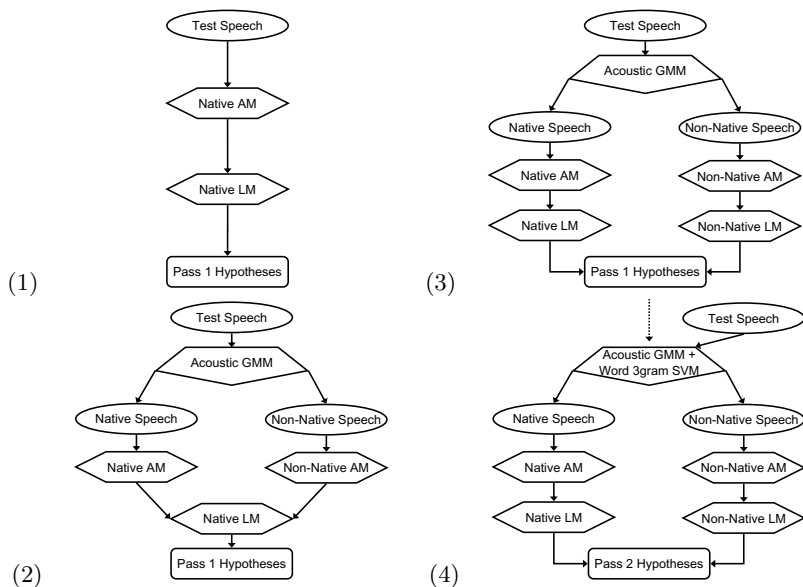 Test Speech
Native AM
Native LM
Pass 1 Hypotheses
(1)
Test Speech
Acoustic GMM
Native Speech
Non-Native Speech
Native AM
Non-Native AM
Native LM
Pass 1 Hypotheses
(2)
Test Speech
Acoustic GMM
Native Speech
Non-Native Speech
Native AM
Non-Native AM
Native LM
Non-Native LM
Pass 1 Hypotheses
(3)
Test Speech
Acoustic GMM +
Word 3gram SVM
Native Speech
Non-Native Speech
Native AM
Non-Native AM
Native LM
Non-Native LM
Pass 2 Hypotheses
(4)